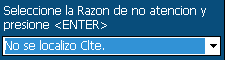 Seleccione la Razon de no atencion y
presione <ENTER>
No se localizo Clte.